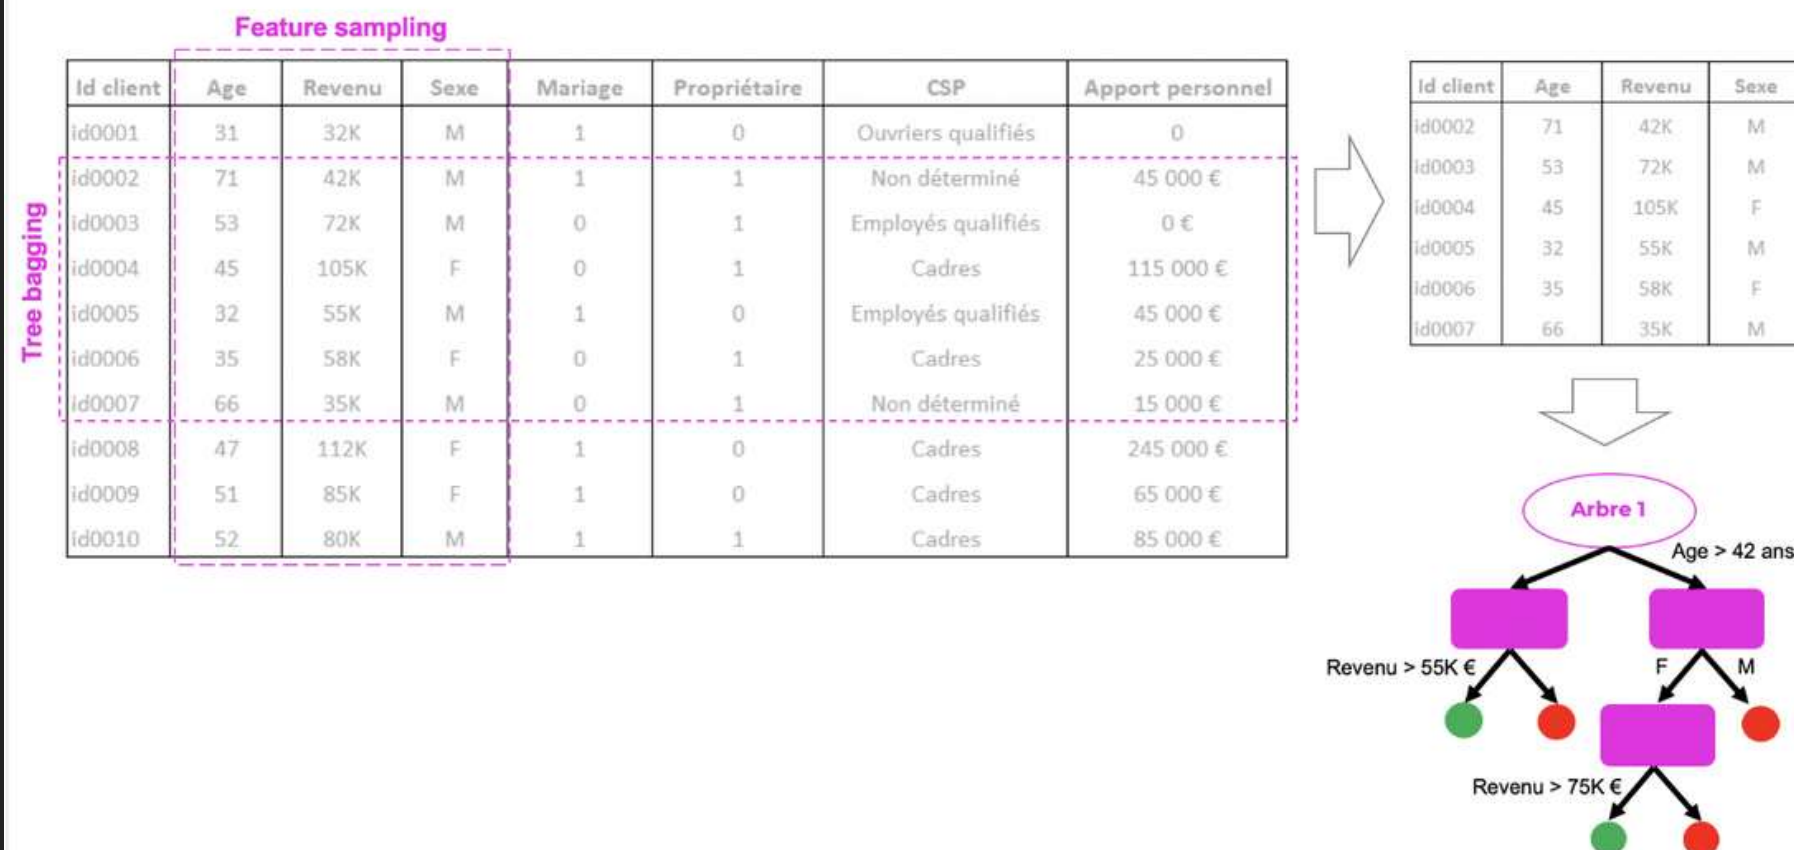 Feature sampling
Id client Age Revenu Sexe Mariage Propriétaire CSP Apport personnel
id0001 31 32K M 1 0 Ouvriers qualifiés 0
id0002 71 42K M 1 1 Non déterminé 45 000 €
id0003 53 72K M 0 1 Employés qualifiés 0 €
id0004 45 105K F 0 1 Cadres 115 000 €
id0005 32 55K M 1 0 Employés qualifiés 45 000 €
id0006 35 58K F 0 1 Cadres 25 000 €
id0007 66 35K M 0 1 Non déterminé 15 000 €
id0008 47 112K F 1 0 Cadres 245 000 €
id0009 51 85K F 1 0 Cadres 65 000 €
id0010 52 80K M 1 1 Cadres 85 000 €
Tree bagging
Id client Age Revenu Sexe
id0002 71 42K M
id0003 53 72K M
id0004 45 105K F
id0005 32 55K M
id0006 35 58K F
id0007 66 35K M
Arbre 1
Age > 42 ans
Revenu > 55K €
F M
Revenu > 75K €